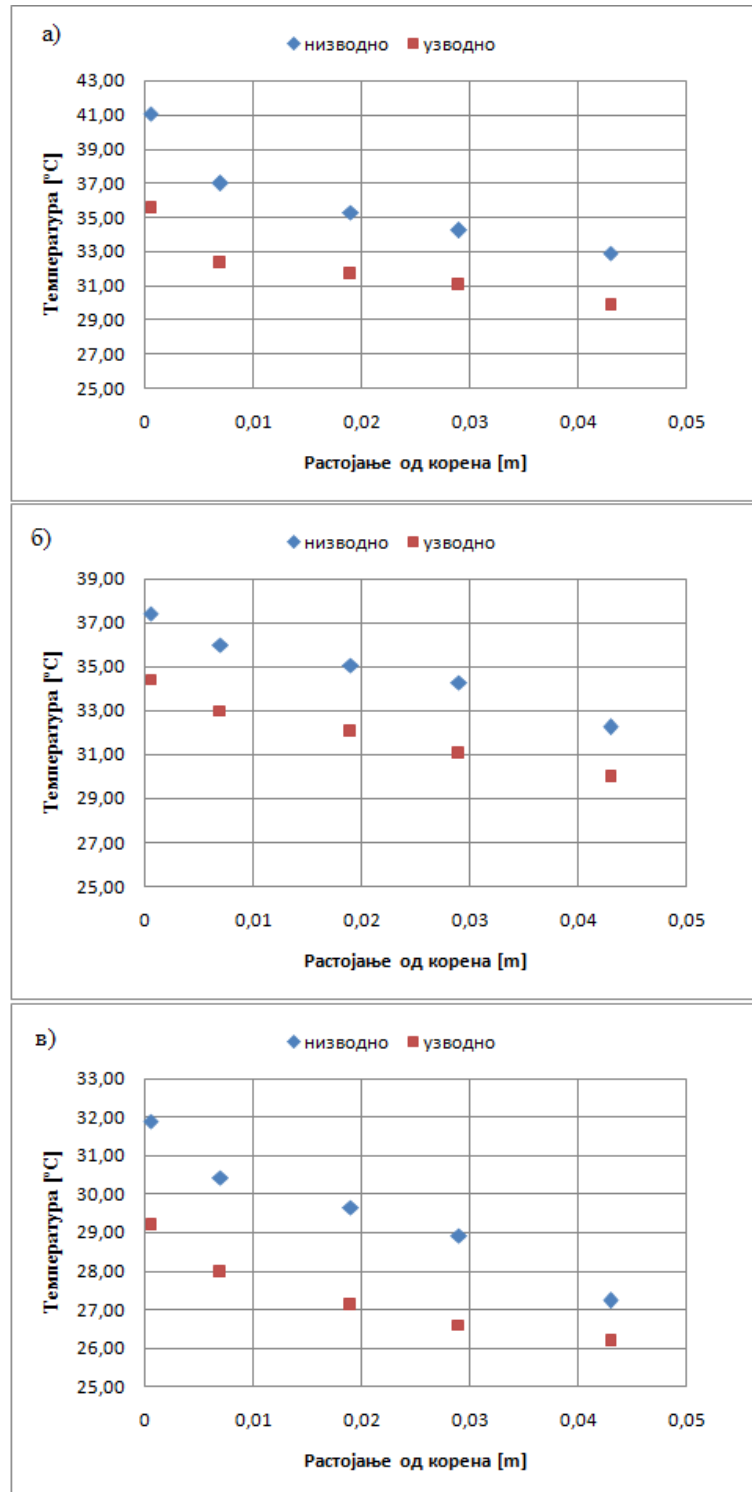 а)
низводно узводно
43,00
41,00
39,00
37,00
35,00
33,00
31,00
29,00
27,00
25,00
Температура [°C]
0 0,01 0,02 0,03 0,04 0,05
Растојање од корена [m]
б)
низводно узводно
39,00
37,00
35,00
33,00
31,00
29,00
27,00
25,00
Температура [°C]
0 0,01 0,02 0,03 0,04 0,05
Растојање од корена [m]
в)
низводно узводно
33,00
32,00
31,00
30,00
29,00
28,00
27,00
26,00
25,00
Температура [°C]
0 0,01 0,02 0,03 0,04 0,05
Растојање од корена [m]